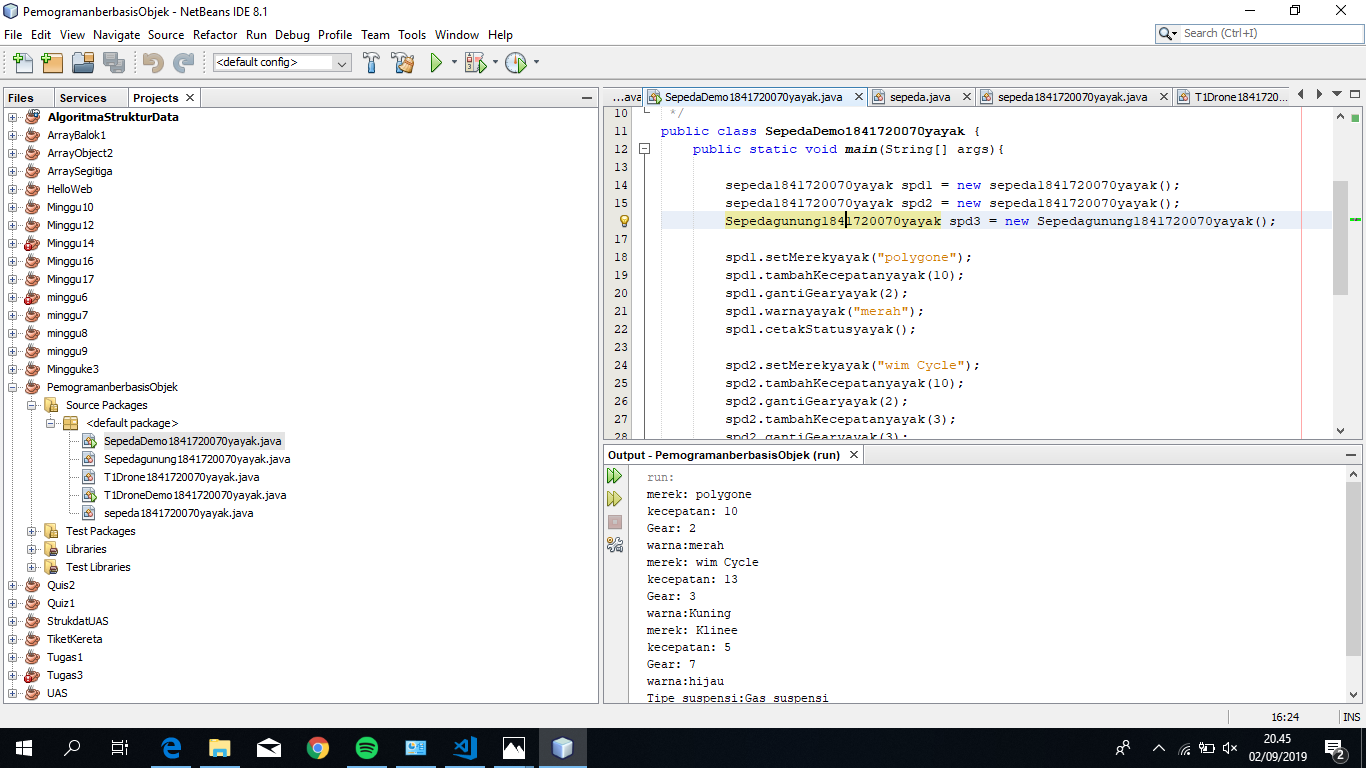 PemogramanberbasisObjek - NetBeans IDE 8.1
File Edit View Navigate Source Refactor Run Debug Profile Team Tools Window Help
Search (Ctrl+I)
<default config>
Files Services Projects
AlgoritmaStrukturData
ArrayBalok1
ArrayObject2
ArraySegitiga
HelloWeb
Minggu10
Minggu12
Minggu14
Minggu16
Minggu17
minggu6
minggu7
minggu8
minggu9
Mingguke3
PemogramanberbasisObjek
Source Packages
<default package>
SepedaDemo1841720070yayak.java
Sepedagunung1841720070yayak.java
T1Drone1841720070yayak.java
T1DroneDemo1841720070yayak.java
sepeda1841720070yayak.java
Test Packages
Libraries
Test Libraries
Quis2
Quiz1
StrukdatUAS
TiketKereta
Tugas1
Tugas3
UAS
...ava SepedaDemo1841720070yayak.java sepeda.java sepeda1841720070yayak.java T1Drone1841720...
10 */
11 public class SepedaDemo1841720070yayak {
12 public static void main(String[] args){
13
14 sepeda1841720070yayak spd1 = new sepeda1841720070yayak();
15 sepeda1841720070yayak spd2 = new sepeda1841720070yayak();
Sepedagunung1841720070yayak spd3 = new Sepedagunung1841720070yayak();
17
18 spd1.setMerekyayak("polygone");
19 spd1.tambahKecepatanyayak(10);
20 spd1.gantiGearyayak(2);
21 spd1.warnayayak("merah");
22 spd1.cetakStatusyayak();
23
24 spd2.setMerekyayak("wim Cycle");
25 spd2.tambahKecepatanyayak(10);
26 spd2.gantiGearyayak(2);
27 spd2.tambahKecepatanyayak(3);
28 spd2.gantiGearyayak(3);
Output - PemogramanberbasisObjek (run)
run:
merek: polygone
kecepatan: 10
Gear: 2
warna:merah
merek: wim Cycle
kecepatan: 13
Gear: 3
warna:Kuning
merek: Klinee
kecepatan: 5
Gear: 7
warna:hijau
Tipe suspensi:Gas suspensi
16:24 INS
20.45
02/09/2019
2